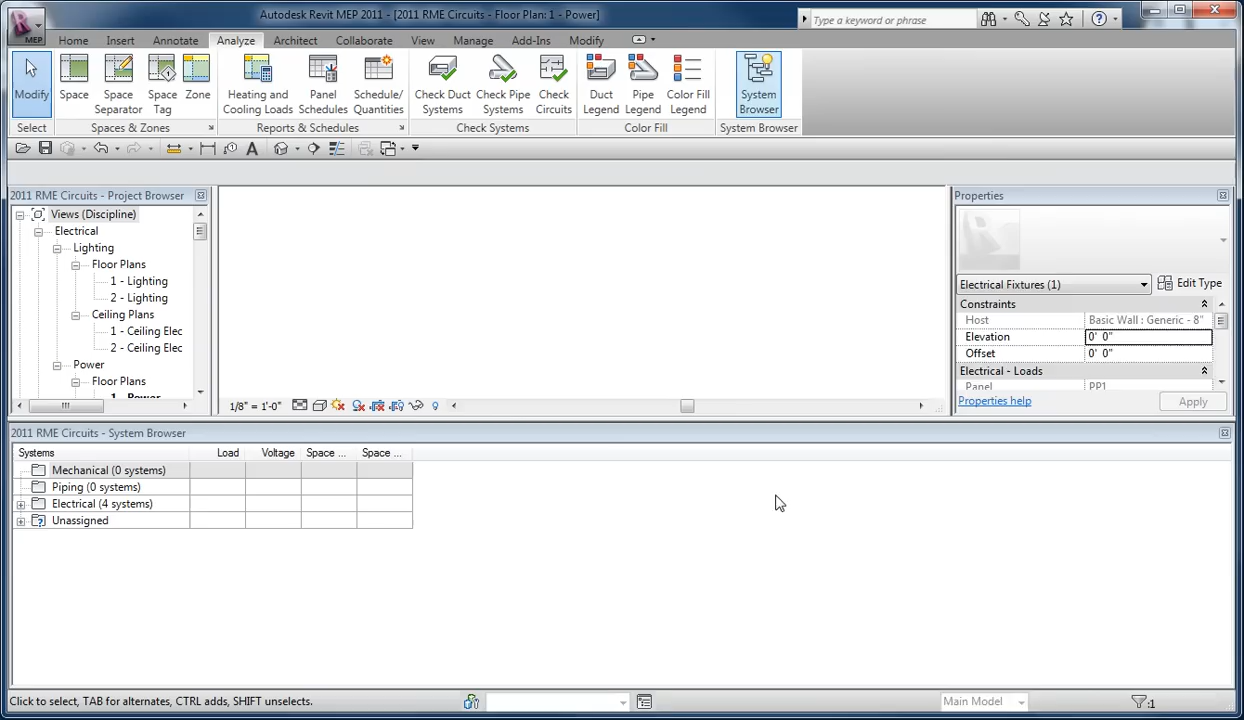 Autodesk Revit MEP 2011 - [2011 RME Circuits - Floor Plan: 1 - Power]
Type a keyword or phrase
MEP
Home Insert Annotate Analyze Architect Collaborate View Manage Add-Ins Modify
Modify Space Space Separator Space Tag Zone Heating and Cooling Loads Panel Schedules Schedule/ Quantities Check Duct Systems Check Pipe Systems Check Circuits Duct Legend Pipe Legend Color Fill Legend System Browser
Select Spaces & Zones Reports & Schedules Check Systems Color Fill System Browser
2011 RME Circuits - Project Browser
Views (Discipline)
Electrical
Lighting
Floor Plans
1 - Lighting
2 - Lighting
Ceiling Plans
1 - Ceiling Elec
2 - Ceiling Elec
Power
Floor Plans
1 - Power
1/8" = 1'-0"
Properties
Electrical Fixtures (1) Edit Type
Constraints
Host Basic Wall : Generic - 8"
Elevation 0' 0"
Offset 0' 0"
Electrical - Loads
Panel PP1
Properties help Apply
2011 RME Circuits - System Browser
Systems Load Voltage Space ... Space ...
Mechanical (0 systems)
Piping (0 systems)
Electrical (4 systems)
Unassigned
Click to select, TAB for alternates, CTRL adds, SHIFT unselects.
Main Model
:1